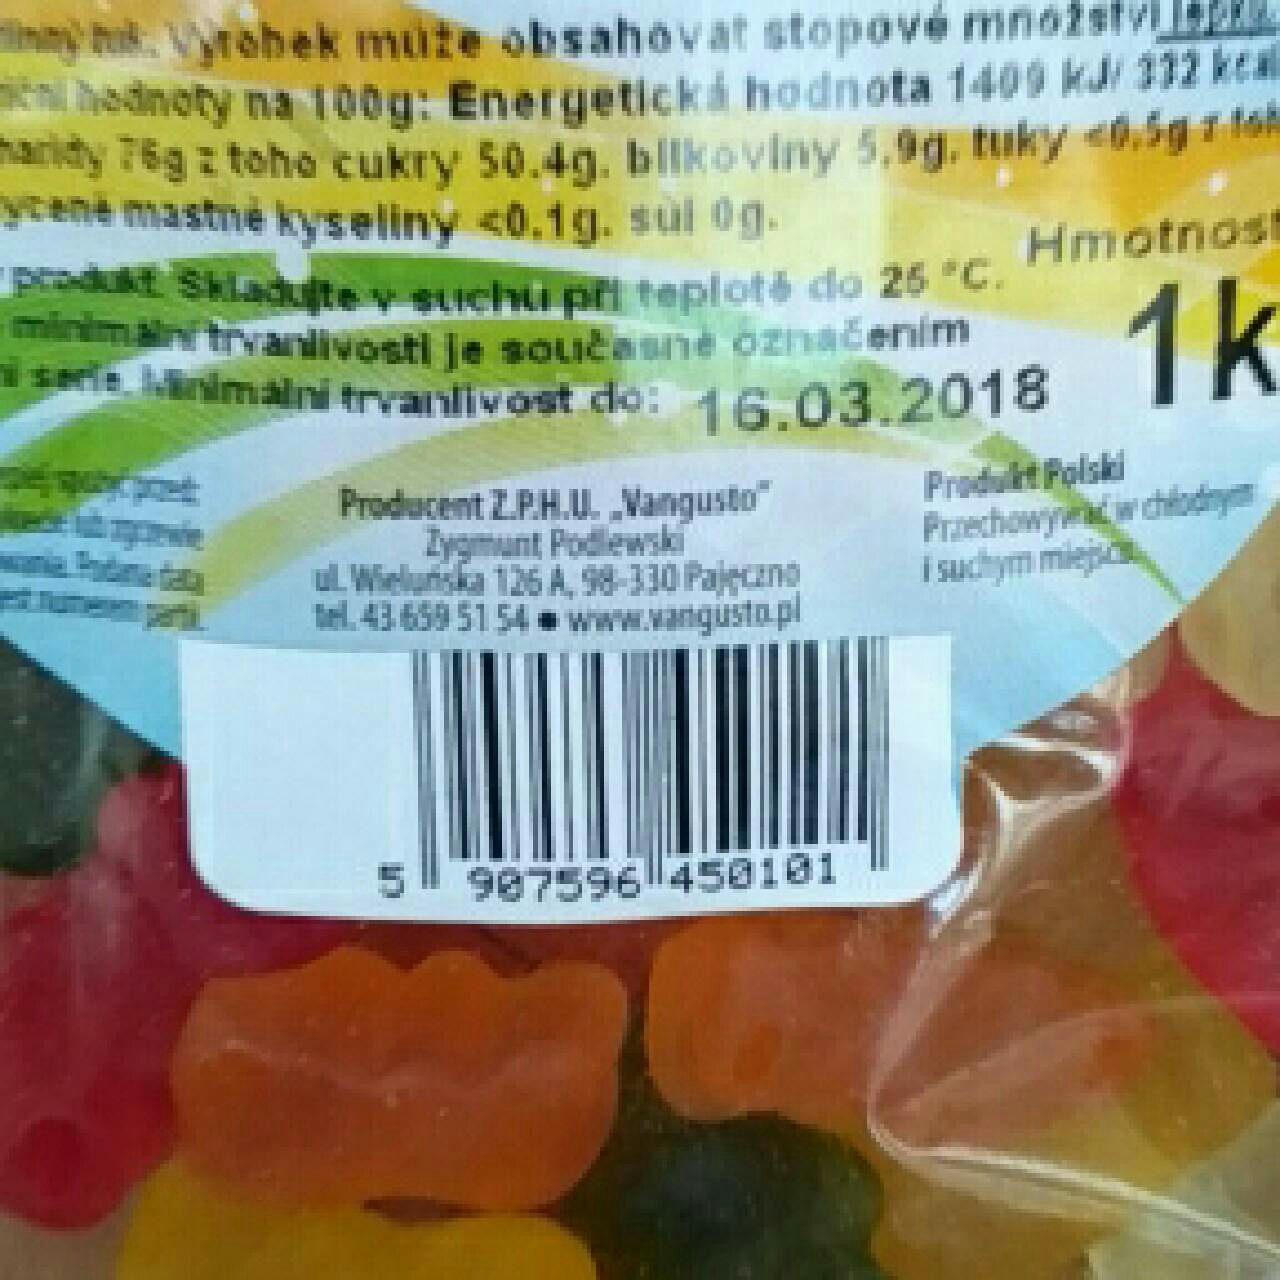 Výrobek může obsahovat stopové množství lepku.
hodnoty na 100g: Energetická hodnota 1409 kJ/ 332 kcal
76g z toho cukry 50.4g. bílkoviny 5.9g. tuky <0.5g z
mastné kyseliny <0.1g. sůl 0g.
Hmotnost
produkt. Skladujte v suchu při teplotě do 25 °C.
1k
minimální trvanlivosti je současně označením
serie. Minimální trvanlivost do: 16.03.2018
Producent Z.P.H.U. „Vangusto"
Zygmunt Podlewski
ul. Wieluńska 126 A, 98-330 Pajęczno
tel. 43 659 51 54 ● www.vangusto.pl
Produkt Polski
Przechowywać w chłodnym
i suchym miejscu
5 907596 450101